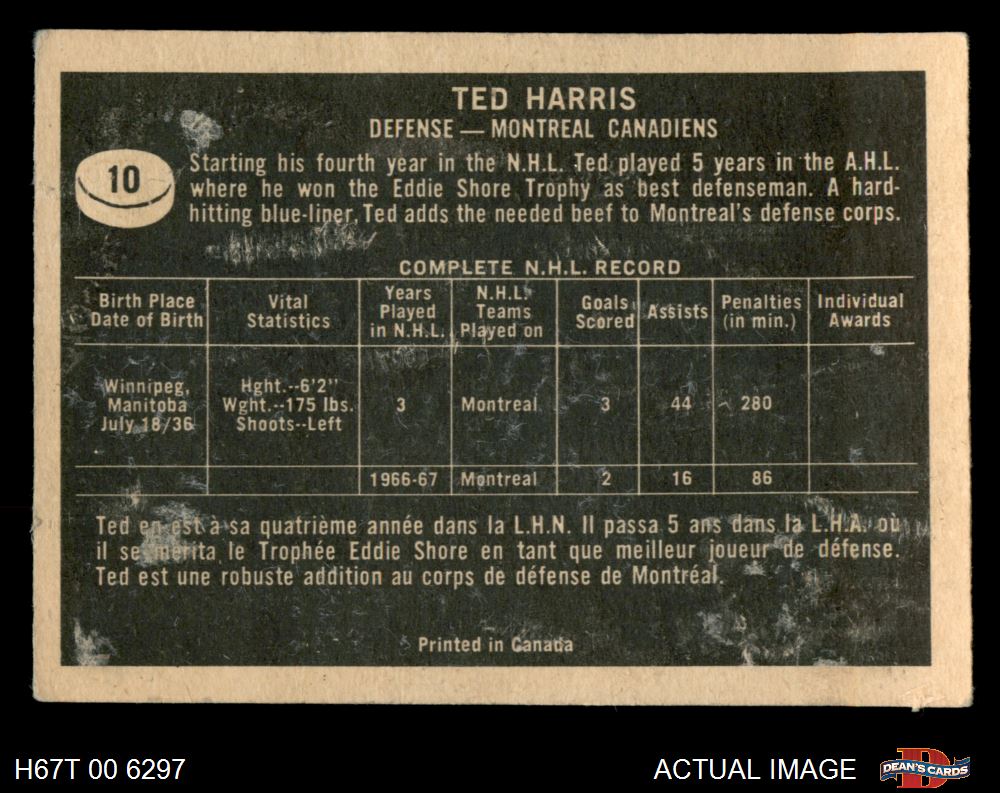 TED HARRIS
DEFENSE — MONTREAL CANADIENS
10
Starting his fourth year in the N.H.L. Ted played 5 years in the A.H.L.
where he won the Eddie Shore Trophy as best defenseman. A hard-
hitting blue-liner, Ted adds the needed beef to Montreal's defense corps.
COMPLETE N.H.L. RECORD
Birth Place Date of Birth | Vital Statistics | Years Played in N.H.L. | N.H.L. Teams Played on | Goals Scored | Assists | Penalties (in min.) | Individual Awards
Winnipeg, Manitoba July 18/36 | Hght.--6'2" Wght.--175 lbs. Shoots--Left | 3 | Montreal | 3 | 44 | 280
1966-67 | Montreal | 2 | 16 | 86
Ted en est à sa quatrième année dans la L.H.N. Il passa 5 ans dans la L.H.A. où
il se mérita le Trophée Eddie Shore en tant que meilleur joueur de défense.
Ted est une robuste addition au corps de défense de Montréal.
Printed in Canada
H67T 00 6297
ACTUAL IMAGE
D
DEAN'S CARDS